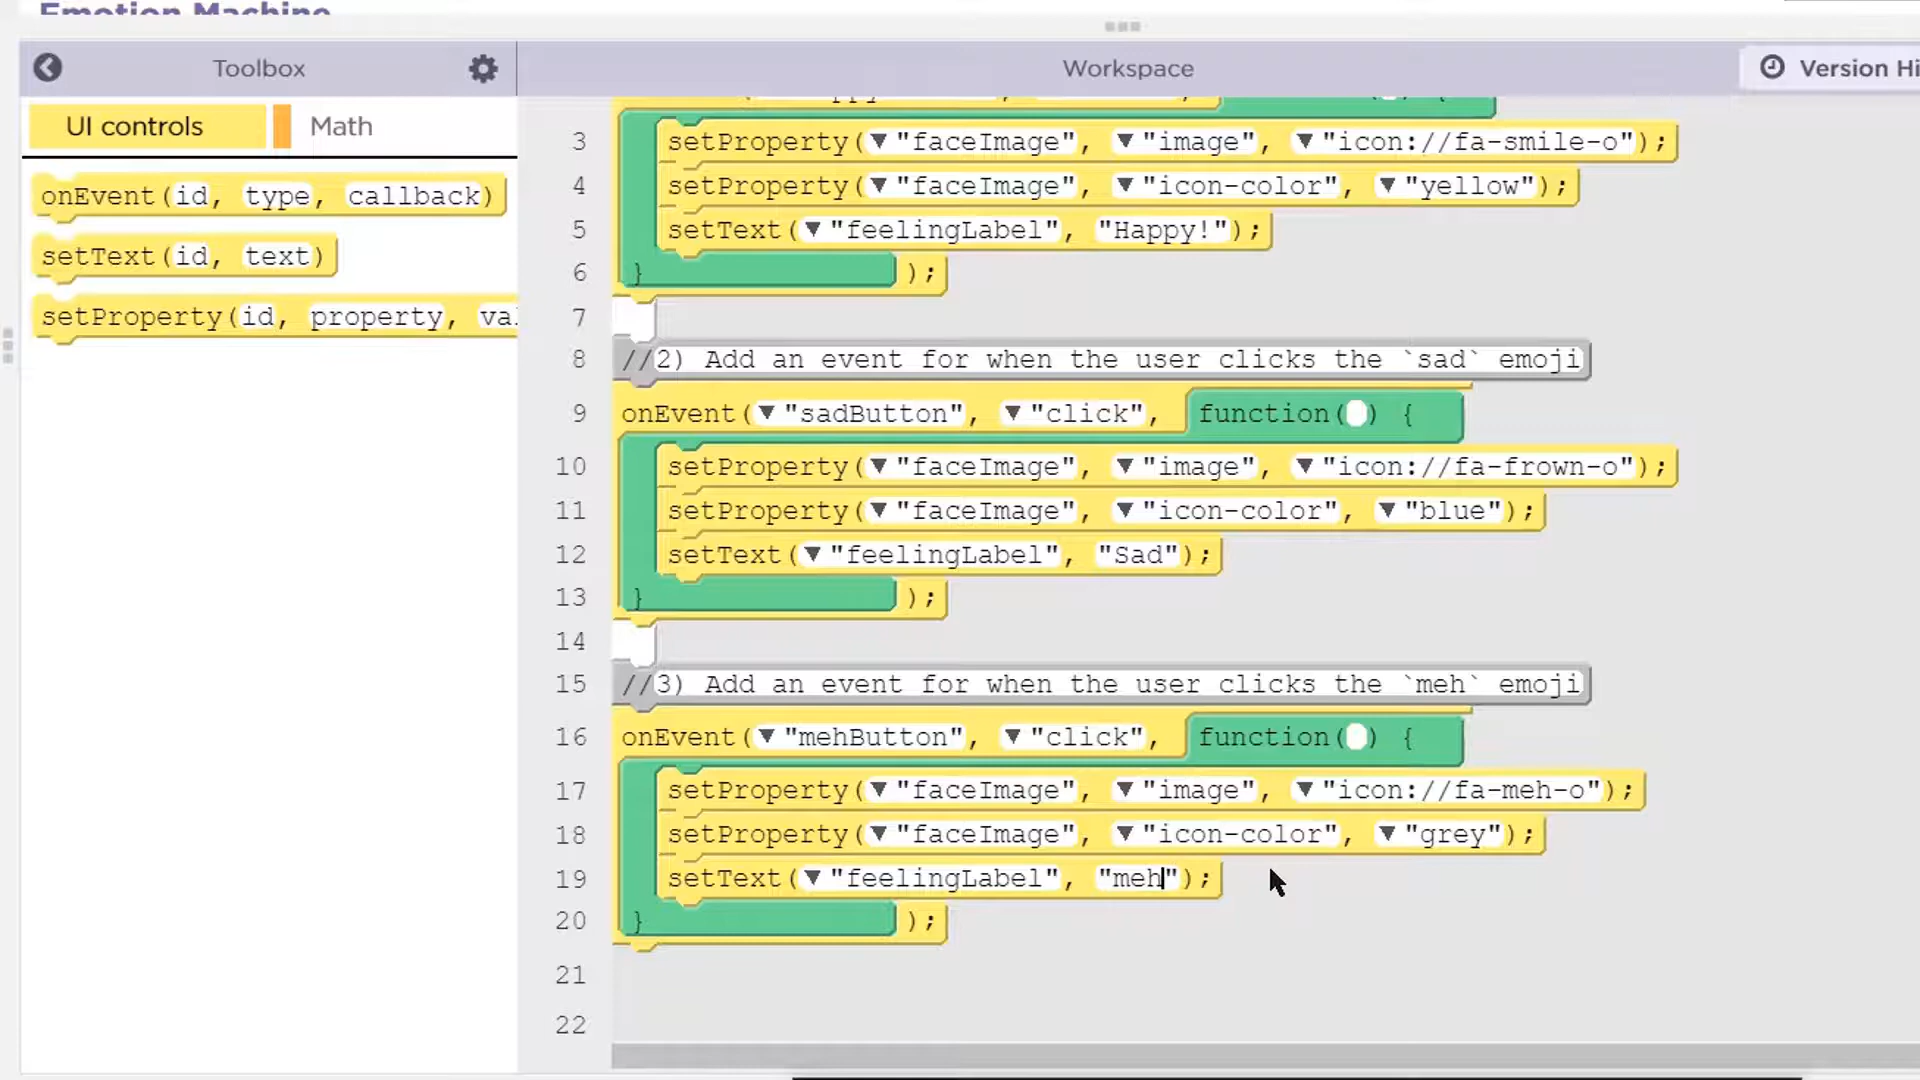 Emotion Machine
Toolbox
Workspace
Version Hi
UI controls
Math
onEvent(id, type, callback)
setText(id, text)
setProperty(id, property, val
3 setProperty(▼"faceImage", ▼"image", ▼"icon://fa-smile-o");
4 setProperty(▼"faceImage", ▼"icon-color", ▼"yellow");
5 setText(▼"feelingLabel", "Happy!");
6 } );
7
8 //2) Add an event for when the user clicks the `sad` emoji
9 onEvent(▼"sadButton", ▼"click", function() {
10 setProperty(▼"faceImage", ▼"image", ▼"icon://fa-frown-o");
11 setProperty(▼"faceImage", ▼"icon-color", ▼"blue");
12 setText(▼"feelingLabel", "Sad");
13 } );
14
15 //3) Add an event for when the user clicks the `meh` emoji
16 onEvent(▼"mehButton", ▼"click", function() {
17 setProperty(▼"faceImage", ▼"image", ▼"icon://fa-meh-o");
18 setProperty(▼"faceImage", ▼"icon-color", ▼"grey");
19 setText(▼"feelingLabel", "meh");
20 } );
21
22